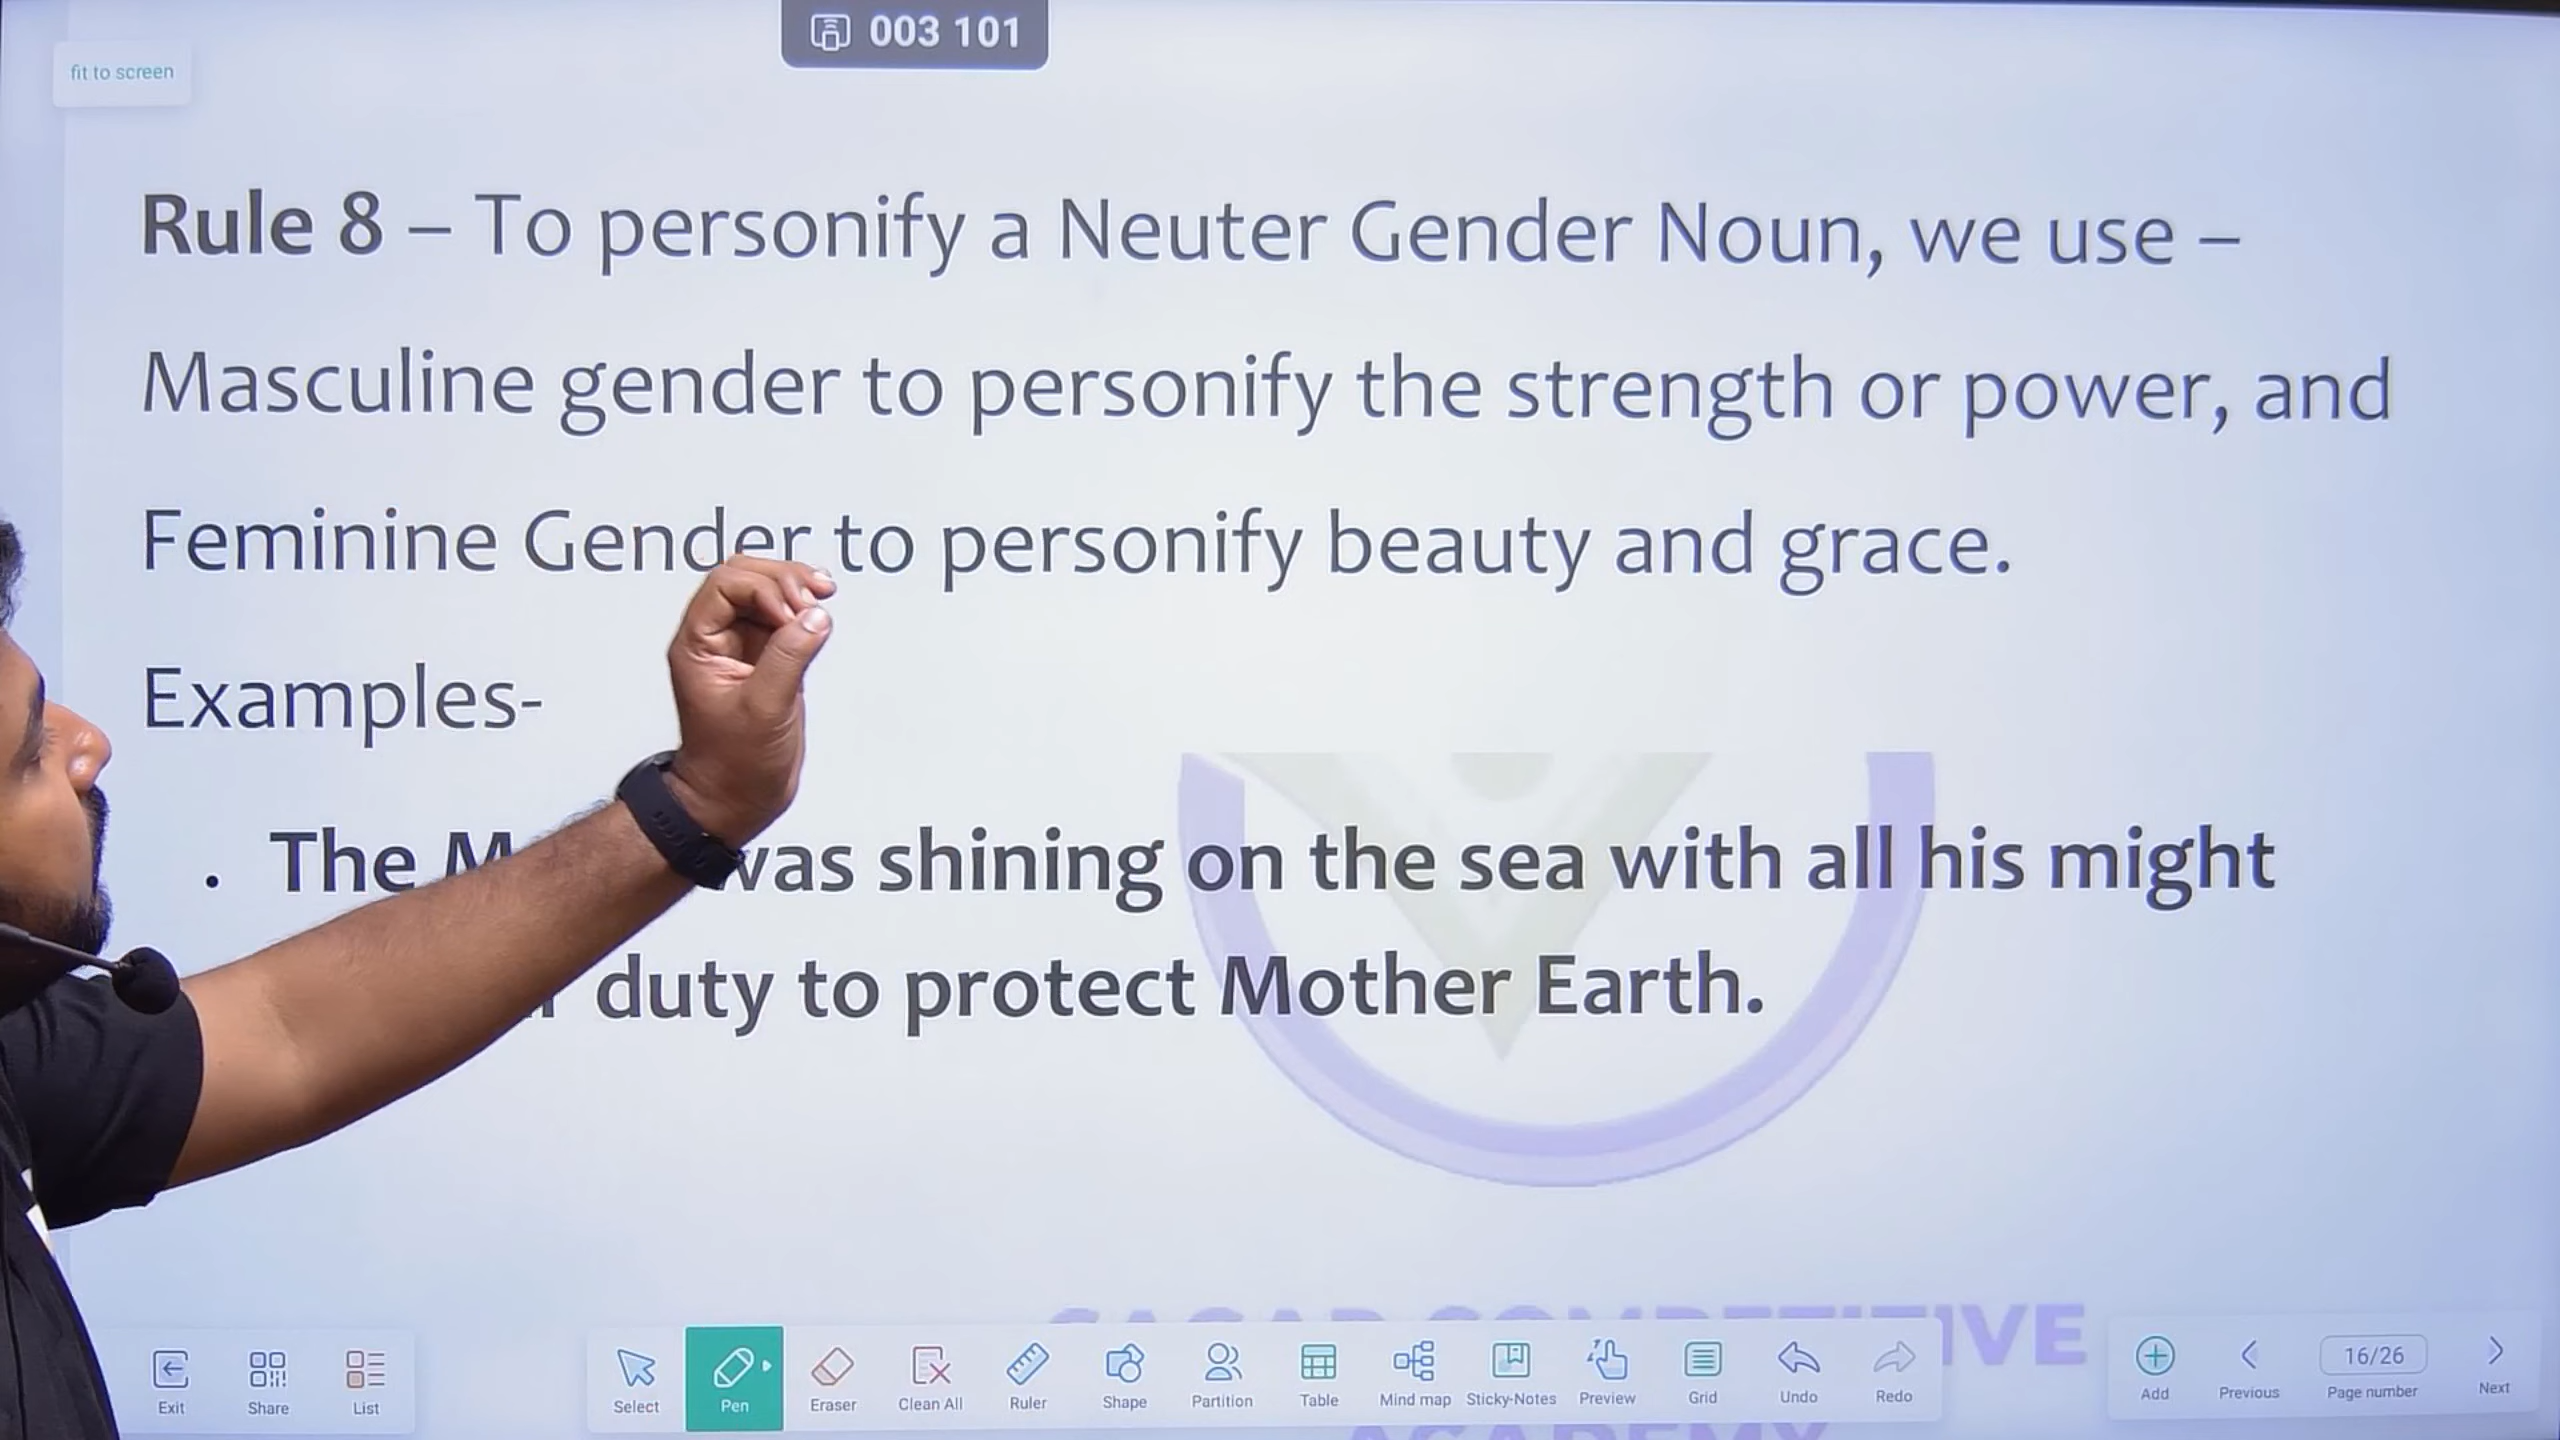 003 101
fit to screen
Rule 8 – To personify a Neuter Gender Noun, we use –
Masculine gender to personify the strength or power, and
Feminine Gender to personify beauty and grace.
Examples-
. The was shining on the sea with all his might
duty to protect Mother Earth.
Exit Share List Select Pen Eraser Clean All Ruler Shape Partition Table Mind map Sticky-Notes Preview Grid Undo Redo Add Previous 16/26 Page number Next